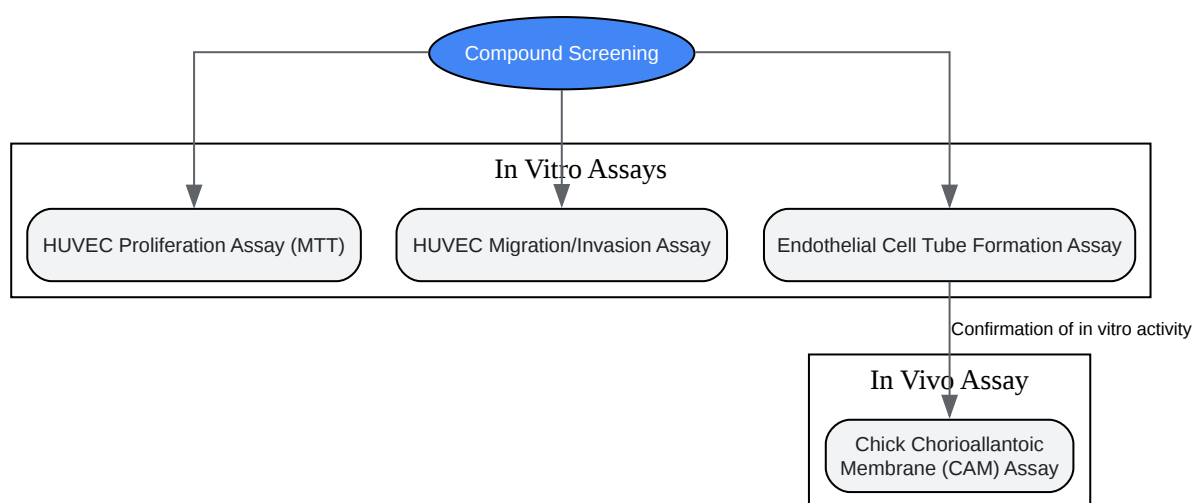 Compound Screening
In Vitro Assays
HUVEC Proliferation Assay (MTT)
HUVEC Migration/Invasion Assay
Endothelial Cell Tube Formation Assay
Confirmation of in vitro activity
In Vivo Assay
Chick Chorioallantoic
Membrane (CAM) Assay